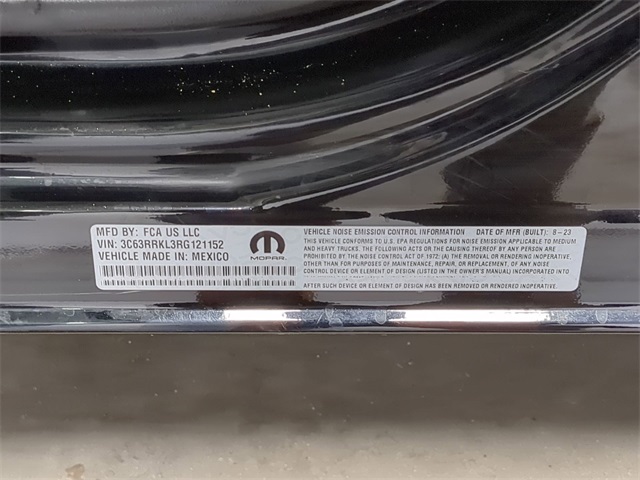 MFD BY: FCA US LLC
VIN: 3C63RRKL3RG121152
VEHICLE MADE IN: MEXICO
MOPAR
VEHICLE NOISE EMISSION CONTROL INFORMATION DATE OF MFR (BUILT): 8-23
THIS VEHICLE CONFORMS TO U.S. EPA REGULATIONS FOR NOISE EMISSION APPLICABLE TO MEDIUM
AND HEAVY TRUCKS. THE FOLLOWING ACTS OR THE CAUSING THEREOF BY ANY PERSON
ARE PROHIBITED BY THE NOISE CONTROL ACT OF 1972: (A) THE REMOVAL OR RENDERING INOPERATIVE,
OTHER THAN FOR PURPOSES OF MAINTENANCE, REPAIR, OR REPLACEMENT, OF ANY NOISE
CONTROL DEVICE OR ELEMENT OF DESIGN (LISTED IN THE OWNER'S MANUAL) INCORPORATED
AFTER SUCH DEVICE OR ELEMENT OF DESIGN HAS BEEN REMOVED OR RENDERED INOPERATIVE.